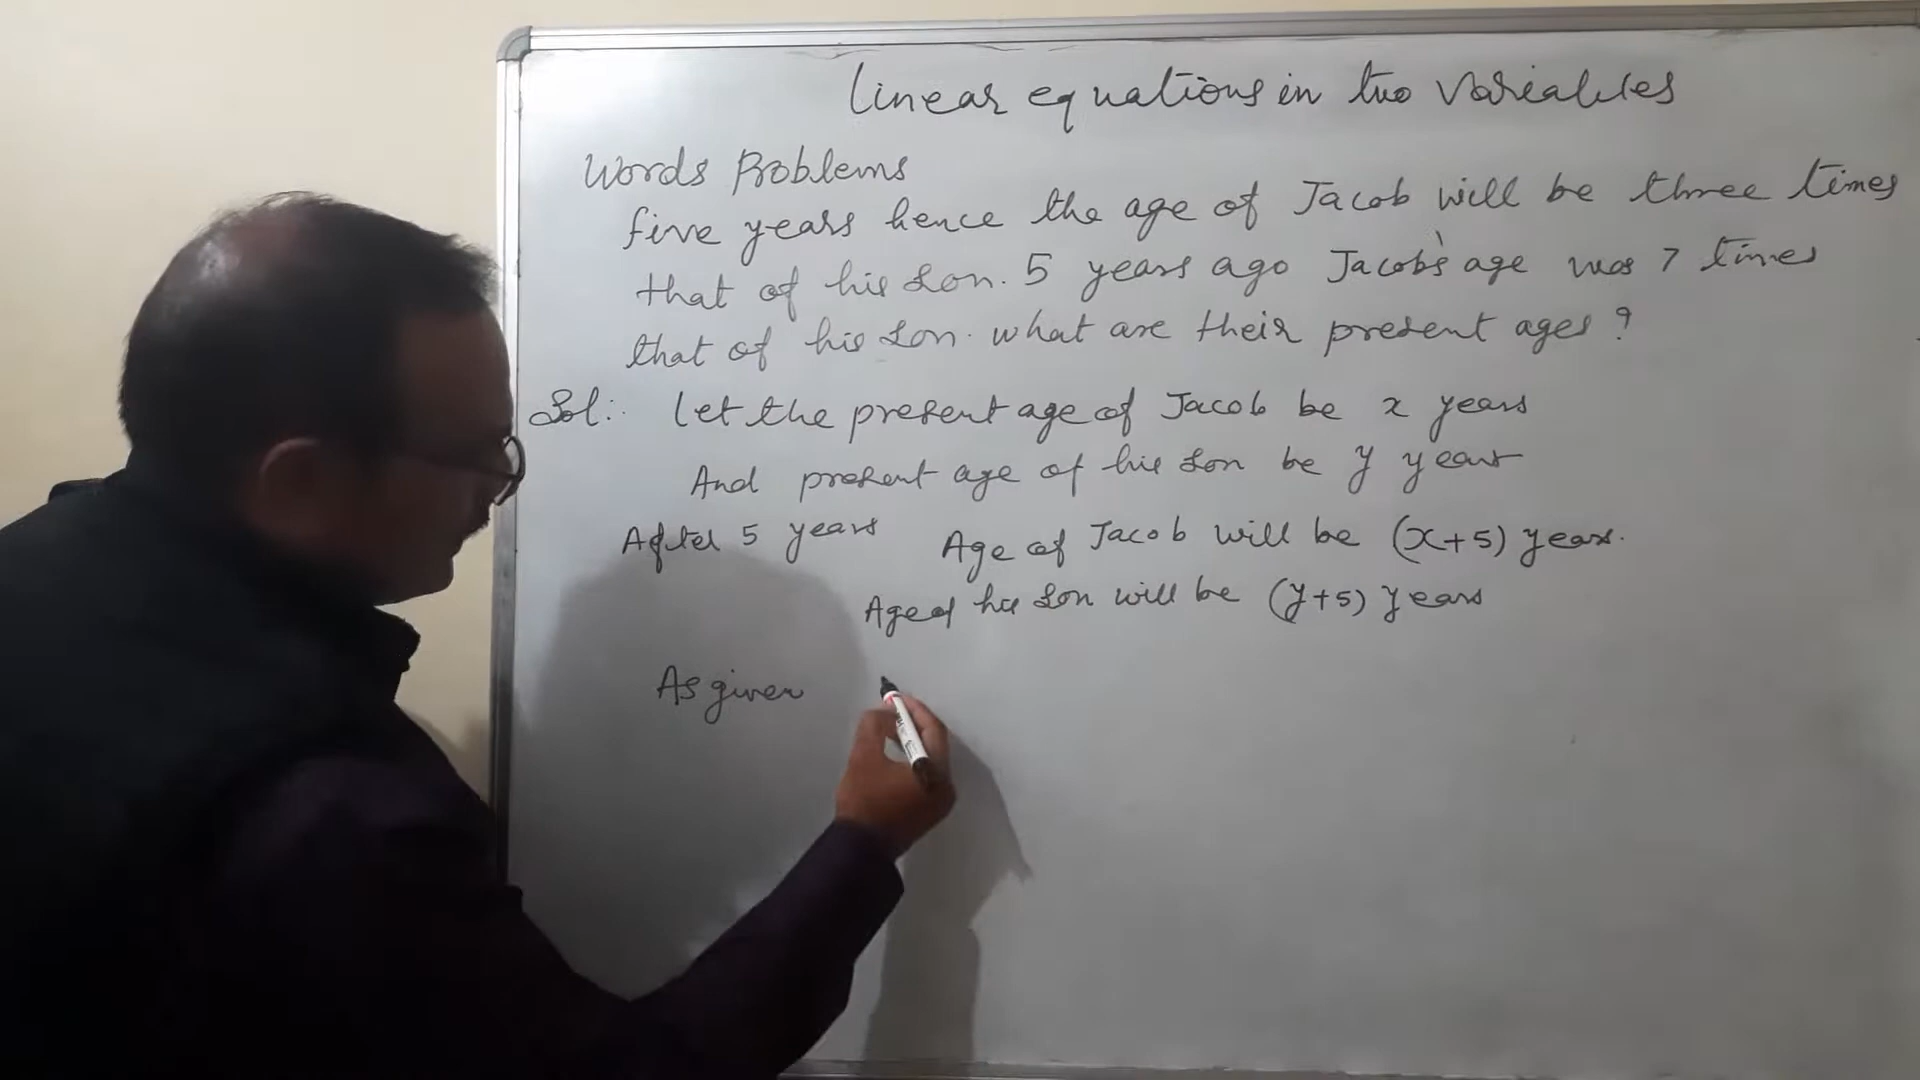 Linear equations in two variables
Words Problems
five years hence the age of Jacob will be three times
that of his son. 5 years ago Jacob's age was 7 times
that of his son. what are their present ages?
Sol:. Let the present age of Jacob be x years
And present age of his son be y years
After 5 years Age of Jacob will be (x+5) years.
Age of his son will be (y+5) years
As given